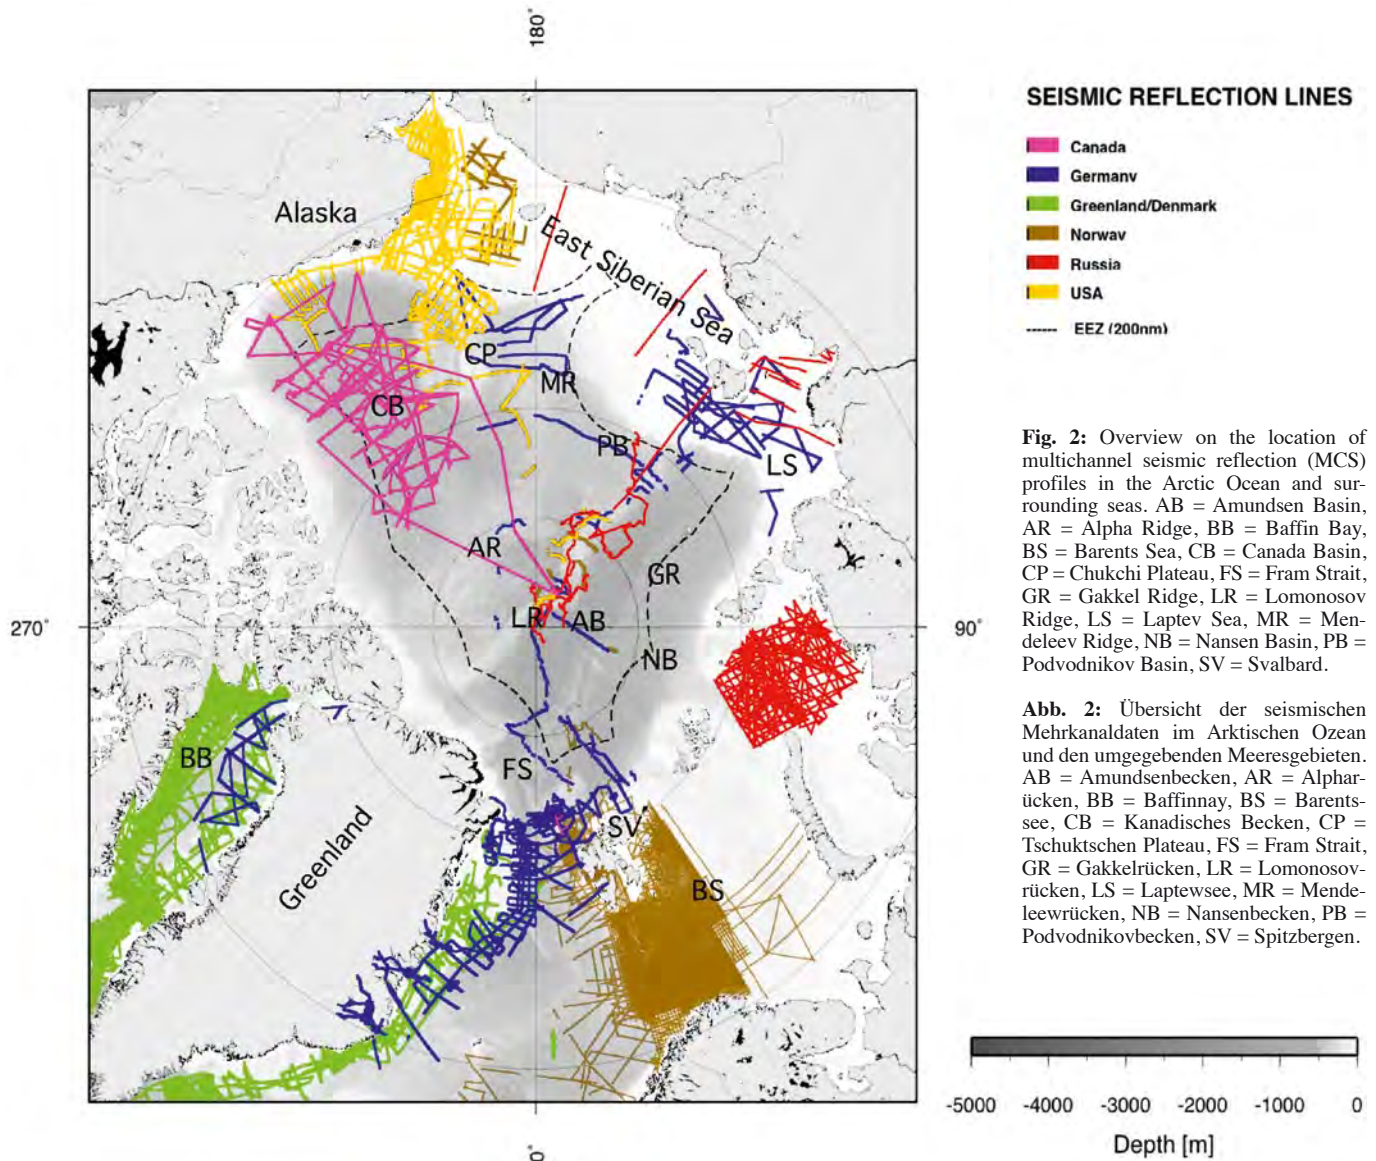 180°
SEISMIC REFLECTION LINES
Canada
Germanv
Greenland/Denmark
Norwav
Russia
USA
EEZ (200nm)
Alaska
East Siberian Sea
CP
MR
CB
PB
LS
AR
GR
LR
AB
270°
90°
NB
BB
FS
SV
Greenland
BS
Fig. 2: Overview on the location of
multichannel seismic reflection (MCS)
profiles in the Arctic Ocean and sur-
rounding seas. AB = Amundsen Basin,
AR = Alpha Ridge, BB = Baffin Bay,
BS = Barents Sea, CB = Canada Basin,
CP = Chukchi Plateau, FS = Fram Strait,
GR = Gakkel Ridge, LR = Lomonosov
Ridge, LS = Laptev Sea, MR = Men-
deleev Ridge, NB = Nansen Basin, PB =
Podvodnikov Basin, SV = Svalbard.
Abb. 2: Übersicht der seismischen
Mehrkanaldaten im Arktischen Ozean
und den umgegebenden Meeresgebieten.
AB = Amundsenbecken, AR = Alphar-
ücken, BB = Baffinnay, BS = Barents-
see, CB = Kanadisches Becken, CP =
Tschuktschen Plateau, FS = Fram Strait,
GR = Gakkelrücken, LR = Lomonosov-
rücken, LS = Laptewsee, MR = Mende-
leewrücken, NB = Nansenbecken, PB =
Podvodnikovbecken, SV = Spitzbergen.
-5000 -4000 -3000 -2000 -1000 0
Depth [m]